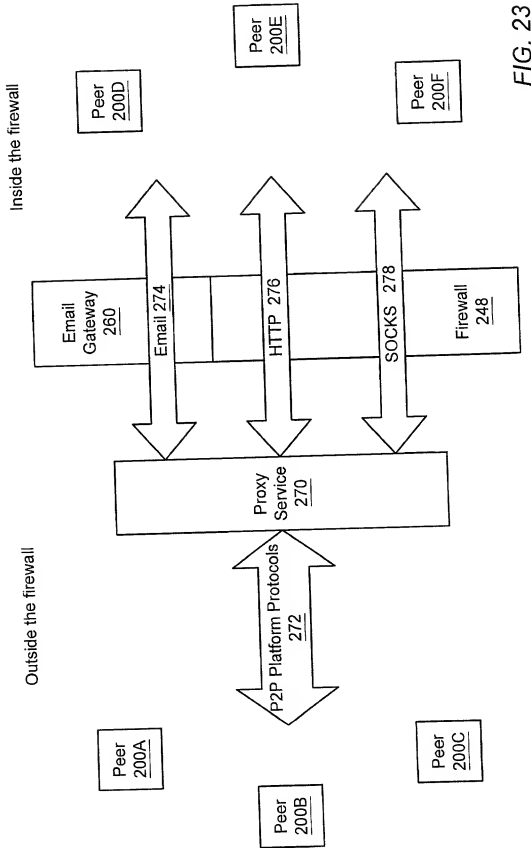 Outside the firewall
Inside the firewall
Peer
200A
Peer
200B
Peer
200C
P2P Platform Protocols
272
Proxy
Service
270
Email
Gateway
260
Email 274
HTTP 276
SOCKS 278
Firewall
248
Peer
200D
Peer
200E
Peer
200F
FIG. 23